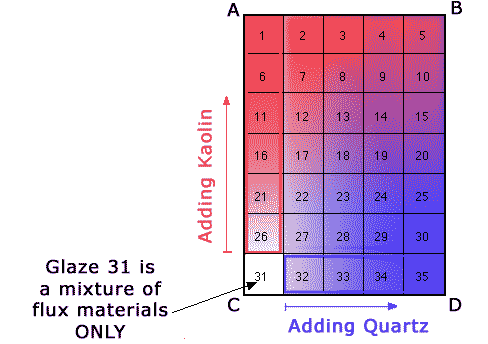 A
B
1 2 3 4 5
6 7 8 9 10
11 12 13 14 15
16 17 18 19 20
21 22 23 24 25
26 27 28 29 30
31 32 33 34 35
Adding Kaolin
Glaze 31 is
a mixture of
flux materials
ONLY
C
D
Adding Quartz